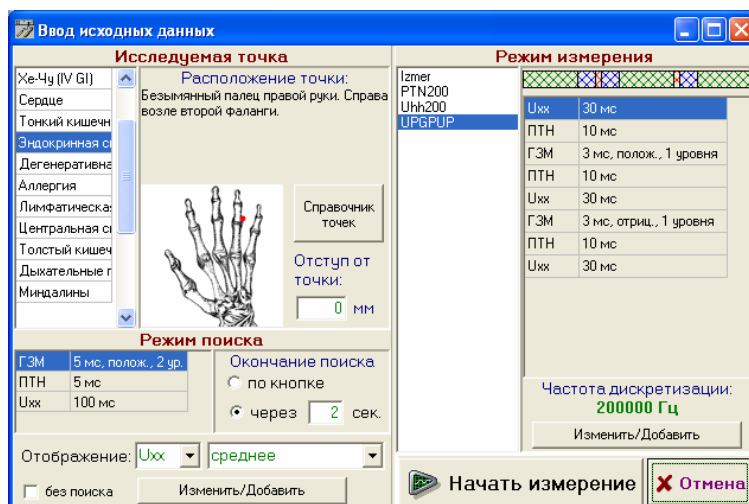 Ввод исходных данных
Исследуемая точка
Хе-Чу (IV GI)
Сердце
Тонкий кишечн
Эндокринная с
Дегенеративна
Аллергия
Лимфатическа
Центральная с
Толстый кишеч
Дыхательные г
Миндалины
Расположение точки:
Безымянный палец правой руки. Справа
возле второй фаланги.
Справочник
точек
Отступ от
точки:
0 мм
Режим поиска
ГЗМ 5 мс, полож., 2 ур.
ПТН 5 мс
Uxx 100 мс
Окончание поиска
по кнопке
через 2 сек.
Отображение: Uxx среднее
без поиска Изменить/Добавить
Режим измерения
Izmer
PTN200
Uhh200
UPGPUP
Uxx 30 мс
ПТН 10 мс
ГЗМ 3 мс, полож., 1 уровня
ПТН 10 мс
Uxx 30 мс
ГЗМ 3 мс, отриц., 1 уровня
ПТН 10 мс
Uxx 30 мс
Частота дискретизации:
200000 Гц
Изменить/Добавить
Начать измерение
Отмена